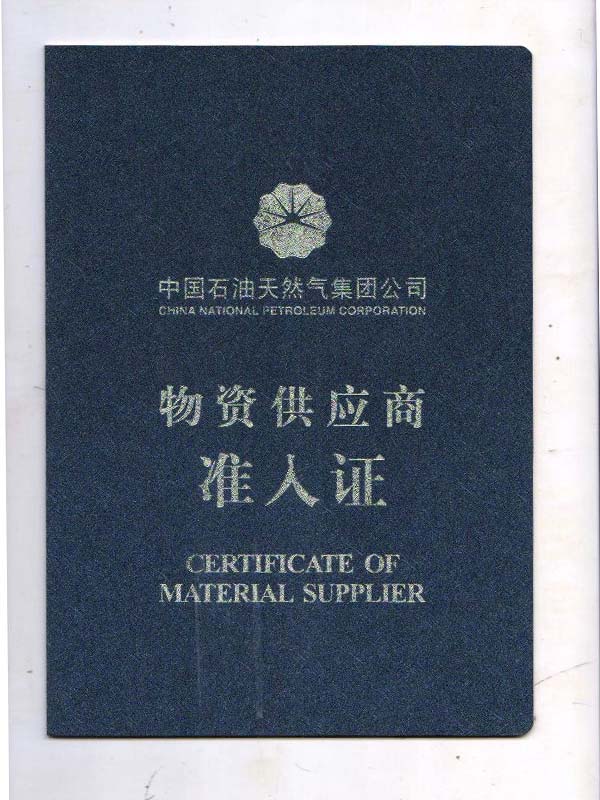 中国石油天然气集团公司
CHINA NATIONAL PETROLEUM CORPORATION
物资供应商
准入证
CERTIFICATE OF
MATERIAL SUPPLIER